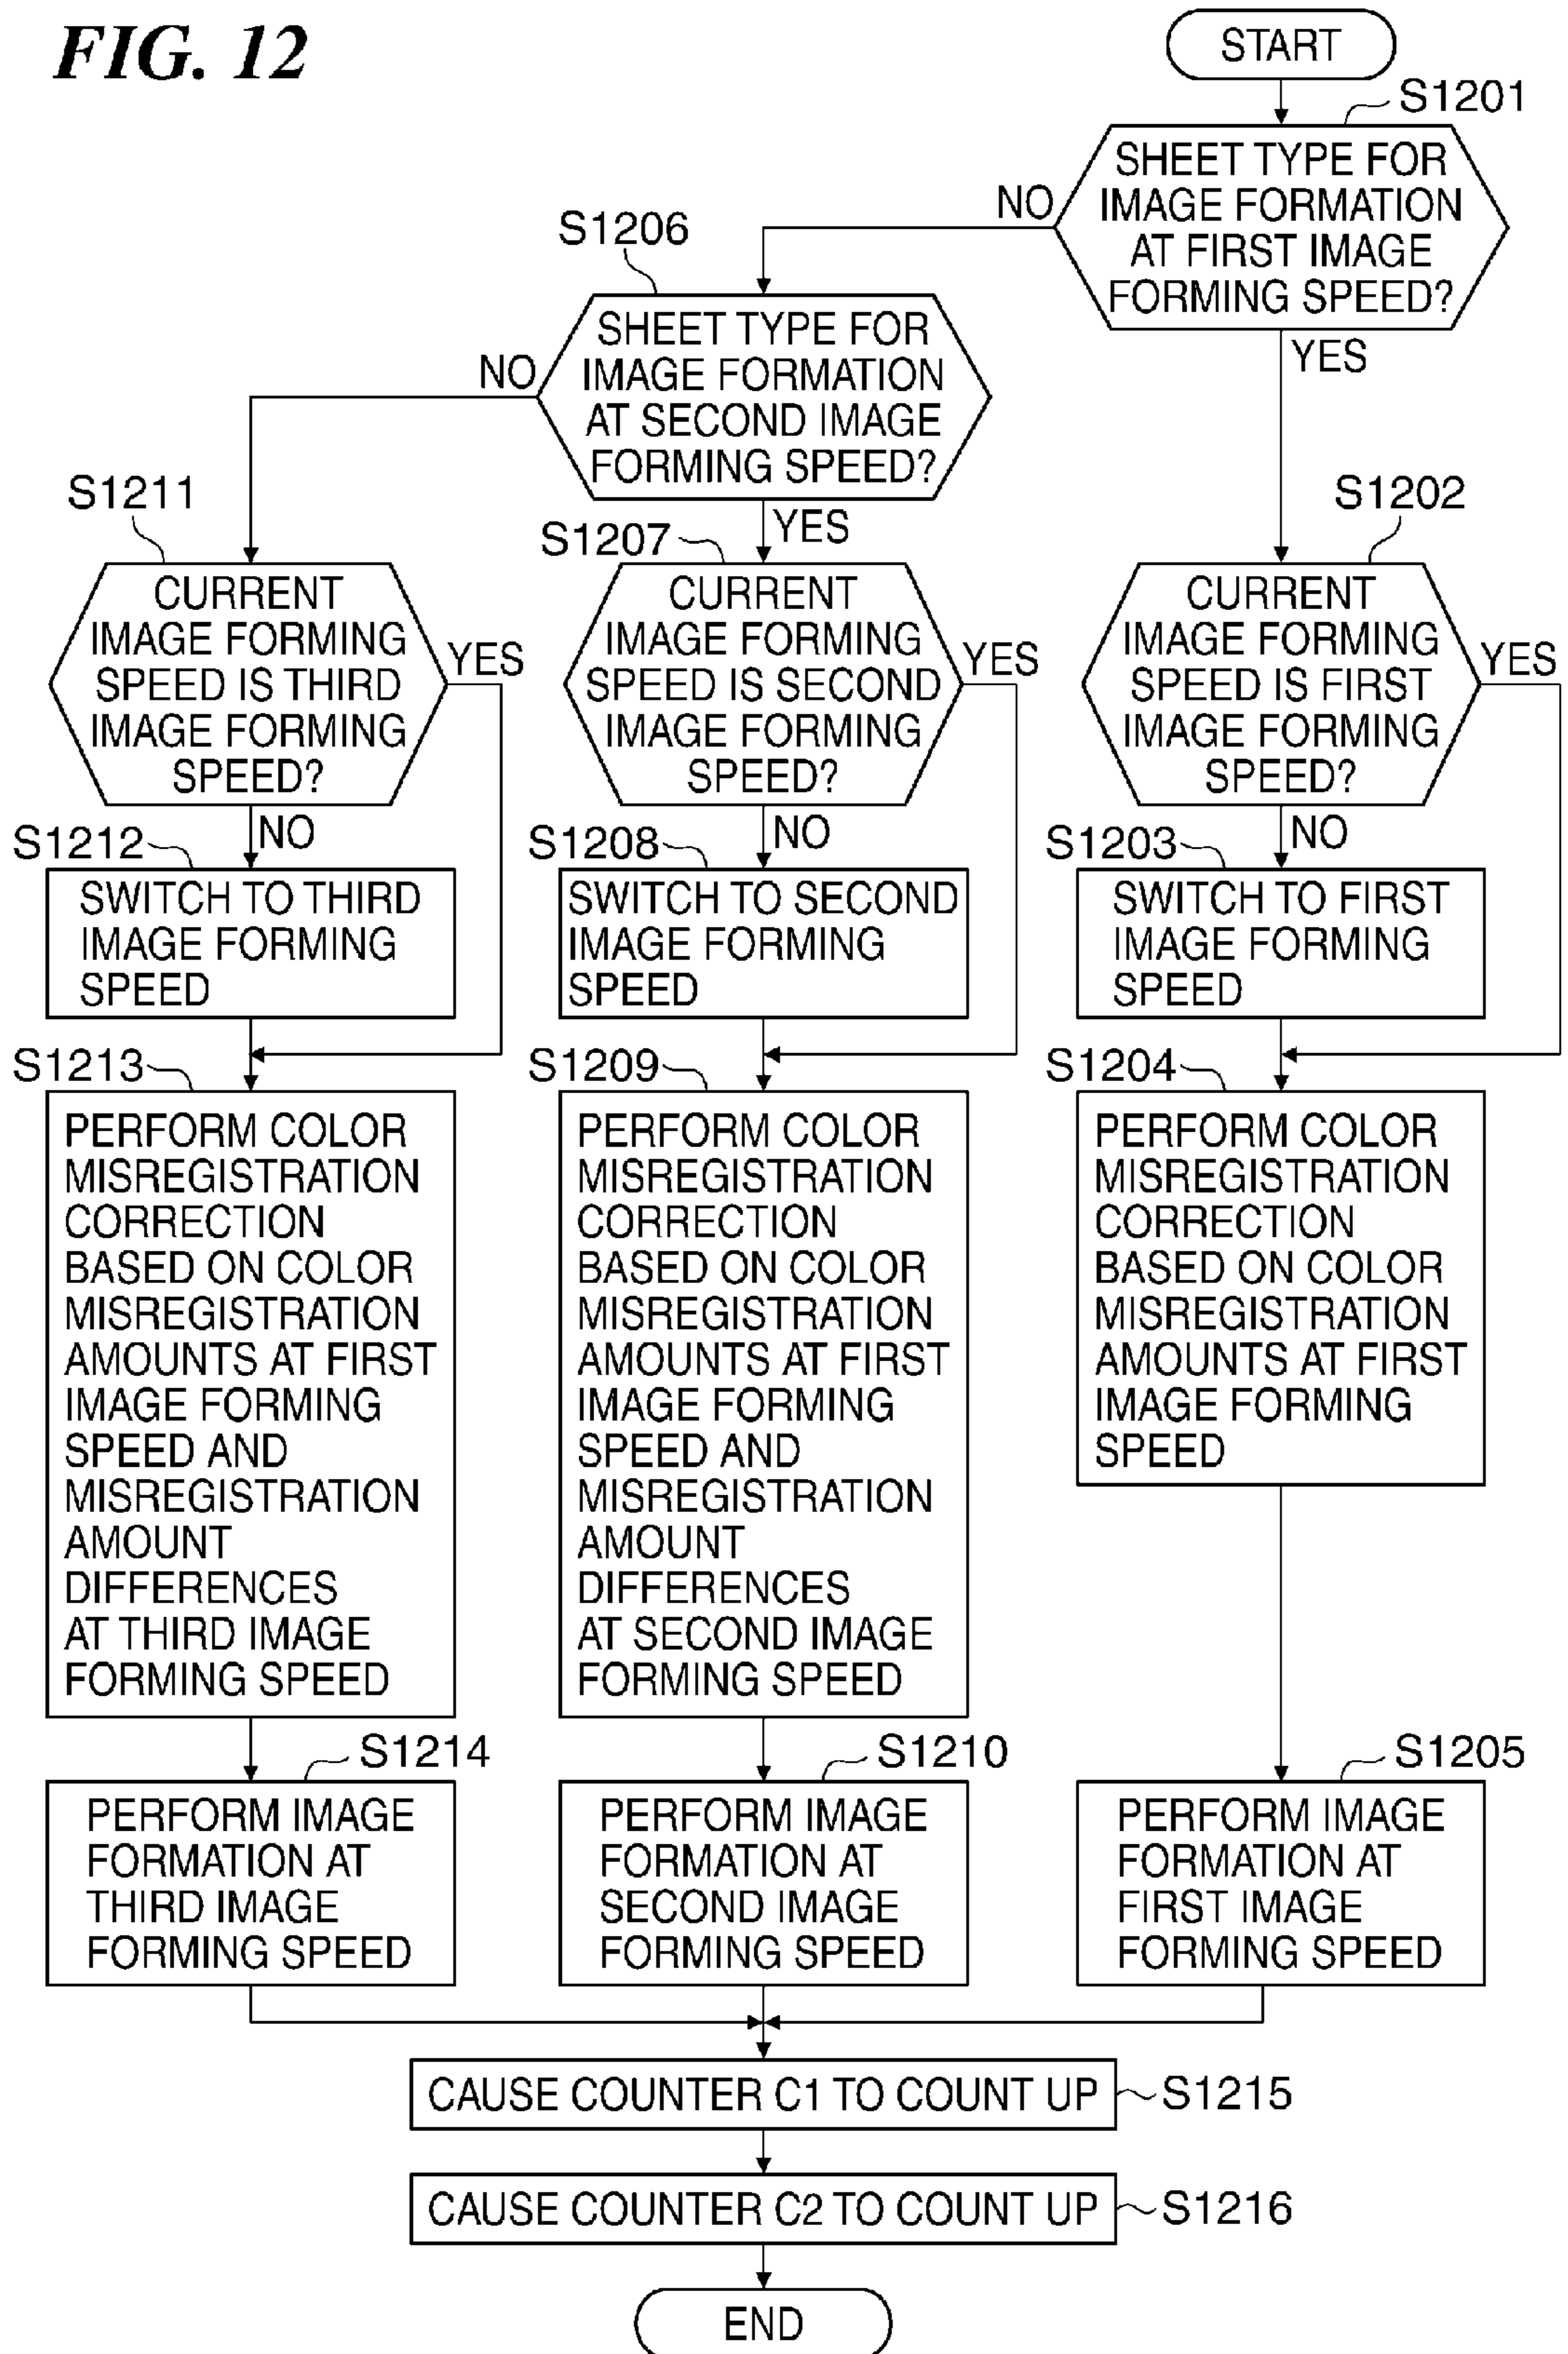 FIG. 12
START
S1201
SHEET TYPE FOR
IMAGE FORMATION
AT FIRST IMAGE
FORMING SPEED?
NO
YES
S1206
SHEET TYPE FOR
IMAGE FORMATION
AT SECOND IMAGE
FORMING SPEED?
NO
YES
S1211
CURRENT
IMAGE FORMING
SPEED IS THIRD
IMAGE FORMING
SPEED?
YES
NO
S1207
CURRENT
IMAGE FORMING
SPEED IS SECOND
IMAGE FORMING
SPEED?
YES
NO
S1202
CURRENT
IMAGE FORMING
SPEED IS FIRST
IMAGE FORMING
SPEED?
YES
NO
S1212
SWITCH TO THIRD
IMAGE FORMING
SPEED
S1208
SWITCH TO SECOND
IMAGE FORMING
SPEED
S1203
SWITCH TO FIRST
IMAGE FORMING
SPEED
S1213
PERFORM COLOR
MISREGISTRATION
CORRECTION
BASED ON COLOR
MISREGISTRATION
AMOUNTS AT FIRST
IMAGE FORMING
SPEED AND
MISREGISTRATION
AMOUNT
DIFFERENCES
AT THIRD IMAGE
FORMING SPEED
S1209
PERFORM COLOR
MISREGISTRATION
CORRECTION
BASED ON COLOR
MISREGISTRATION
AMOUNTS AT FIRST
IMAGE FORMING
SPEED AND
MISREGISTRATION
AMOUNT
DIFFERENCES
AT SECOND IMAGE
FORMING SPEED
S1204
PERFORM COLOR
MISREGISTRATION
CORRECTION
BASED ON COLOR
MISREGISTRATION
AMOUNTS AT FIRST
IMAGE FORMING
SPEED
S1214
PERFORM IMAGE
FORMATION AT
THIRD IMAGE
FORMING SPEED
S1210
PERFORM IMAGE
FORMATION AT
SECOND IMAGE
FORMING SPEED
S1205
PERFORM IMAGE
FORMATION AT
FIRST IMAGE
FORMING SPEED
CAUSE COUNTER C1 TO COUNT UP
S1215
CAUSE COUNTER C2 TO COUNT UP
S1216
END